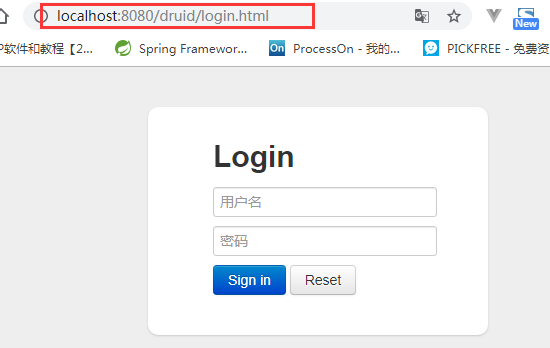 localhost:8080/druid/login.html
New
P软件和教程【2
Spring Framewor...
On
ProcessOn - 我的...
PICKFREE - 免费资
Login
用户名
密码
Sign in
Reset